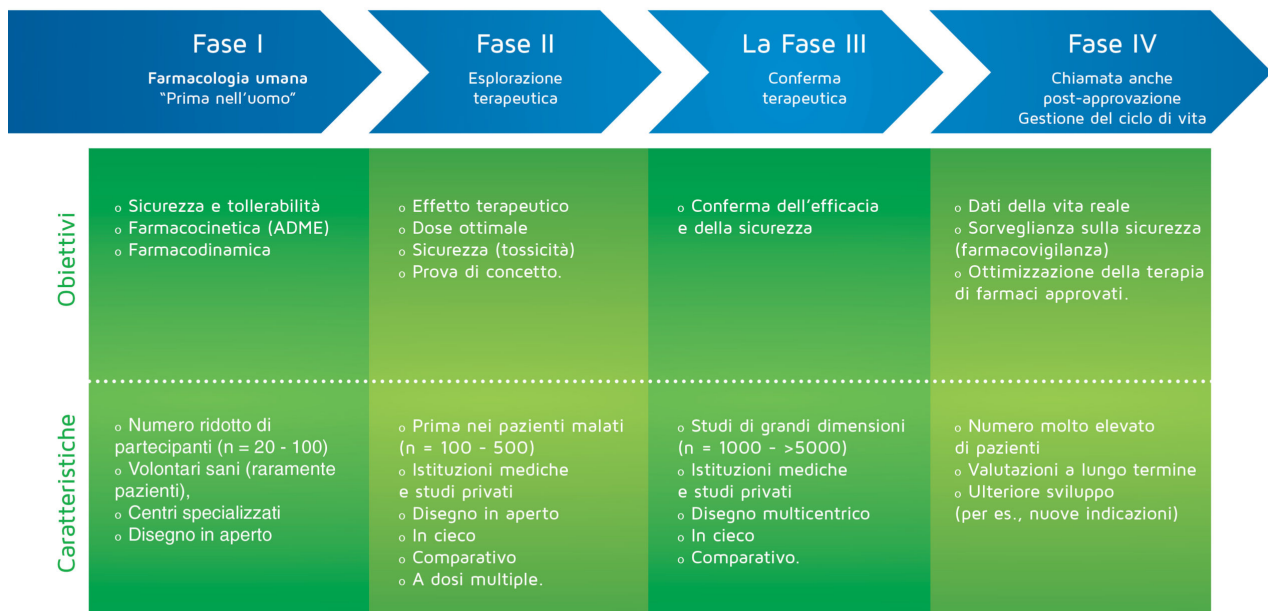 Fase I
Farmacologia umana
“Prima nell’uomo”
Fase II
Esplorazione
terapeutica
La Fase III
Conferma
terapeutica
Fase IV
Chiamata anche
post-approvazione
Gestione del ciclo di vita
Obiettivi
o Sicurezza e tollerabilità
o Farmacocinetica (ADME)
o Farmacodinamica
o Effetto terapeutico
o Dose ottimale
o Sicurezza (tossicità)
o Prova di concetto.
o Conferma dell’efficacia
e della sicurezza
o Dati della vita reale
o Sorveglianza sulla sicurezza
(farmacovigilanza)
o Ottimizzazione della terapia
di farmaci approvati.
Caratteristiche
o Numero ridotto di
partecipanti (n = 20 - 100)
o Volontari sani (raramente
pazienti),
o Centri specializzati
o Disegno in aperto
o Prima nei pazienti malati
(n = 100 - 500)
o Istituzioni mediche
e studi privati
o Disegno in aperto
o In cieco
o Comparativo
o A dosi multiple.
o Studi di grandi dimensioni
(n = 1000 - >5000)
o Istituzioni mediche
e studi privati
o Disegno multicentrico
o In cieco
o Comparativo.
o Numero molto elevato
di pazienti
o Valutazioni a lungo termine
o Ulteriore sviluppo
(per es., nuove indicazioni)